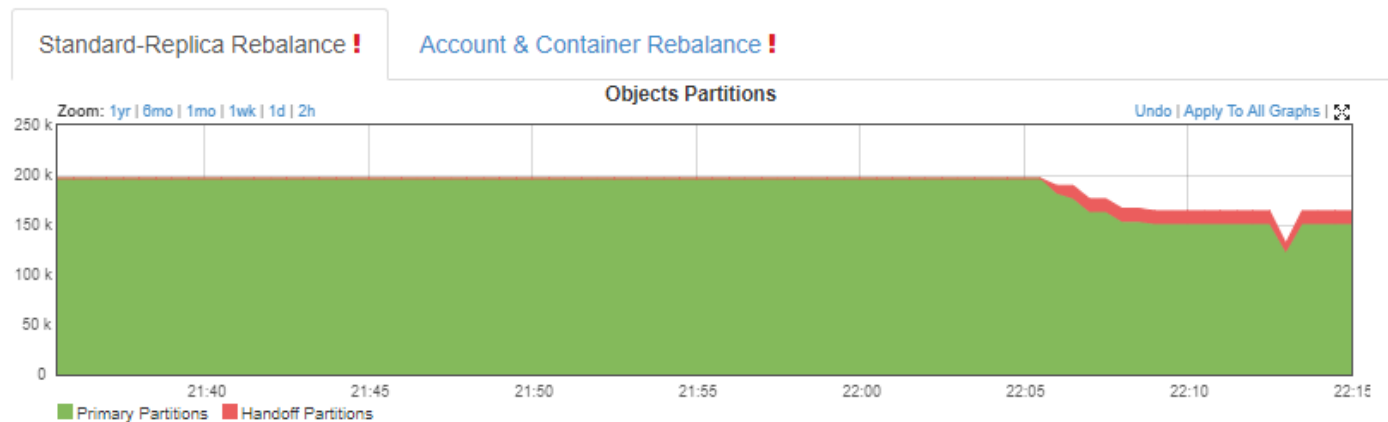 Standard-Replica Rebalance ! Account & Container Rebalance !
Objects Partitions
Zoom: 1yr | 6mo | 1mo | 1wk | 1d | 2h Undo | Apply To All Graphs |
250 k
200 k
150 k
100 k
50 k
0
21:40 21:45 21:50 21:55 22:00 22:05 22:10 22:15
Primary Partitions Handoff Partitions